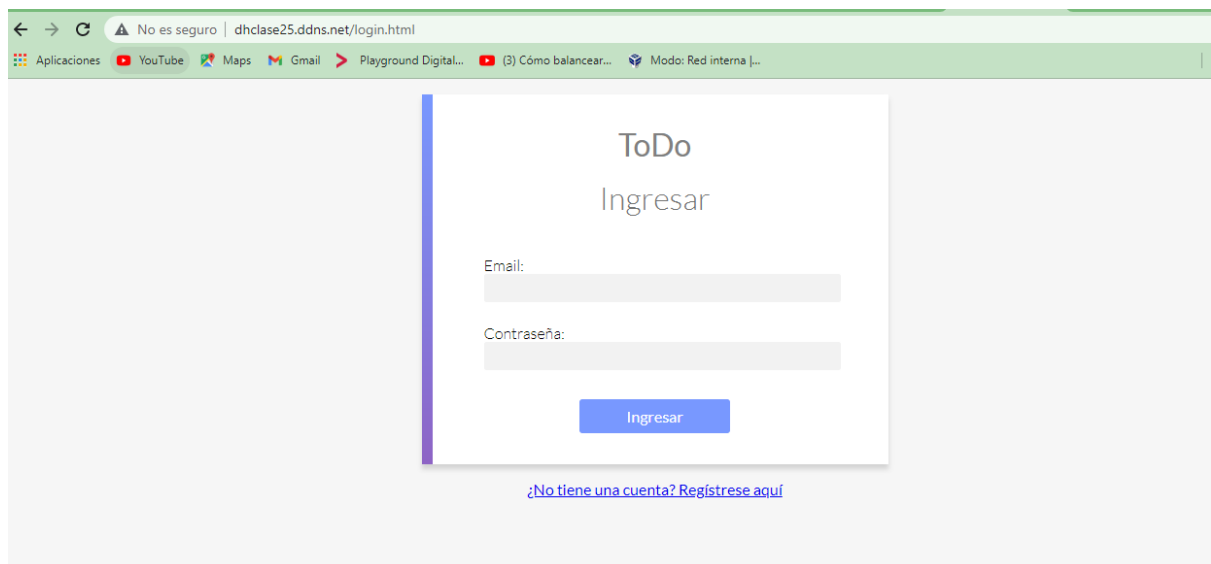 No es seguro | dhclase25.ddns.net/login.html
Aplicaciones YouTube Maps Gmail Playground Digital... (3) Cómo balancear... Modo: Red interna |...
ToDo
Ingresar
Email:
Contraseña:
Ingresar
¿No tiene una cuenta? Regístrese aquí